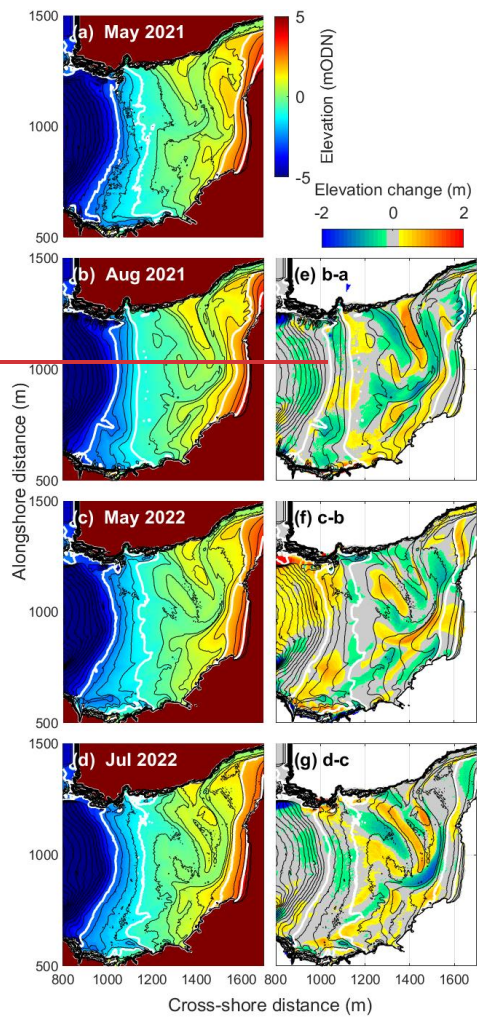 1500
(a) May 2021
1000
500
5
0
-5
Elevation (mODN)
Elevation change (m)
-2
0
2
1500
(b) Aug 2021
1000
500
(e) b-a
Alongshore distance (m)
1500
(c) May 2022
1000
500
(f) c-b
1500
(d) Jul 2022
1000
500
(g) d-c
800 1000 1200 1400 1600
1000 1200 1400 1600
Cross-shore distance (m)